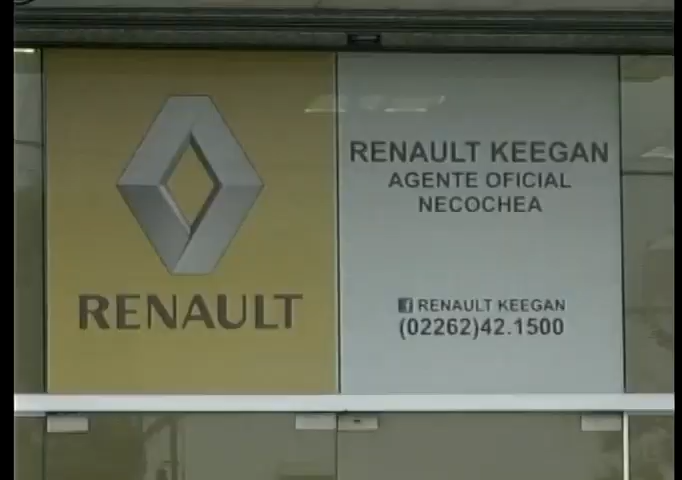 RENAULT
RENAULT KEEGAN
AGENTE OFICIAL
NECOCHEA
RENAULT KEEGAN
(02262)42.1500